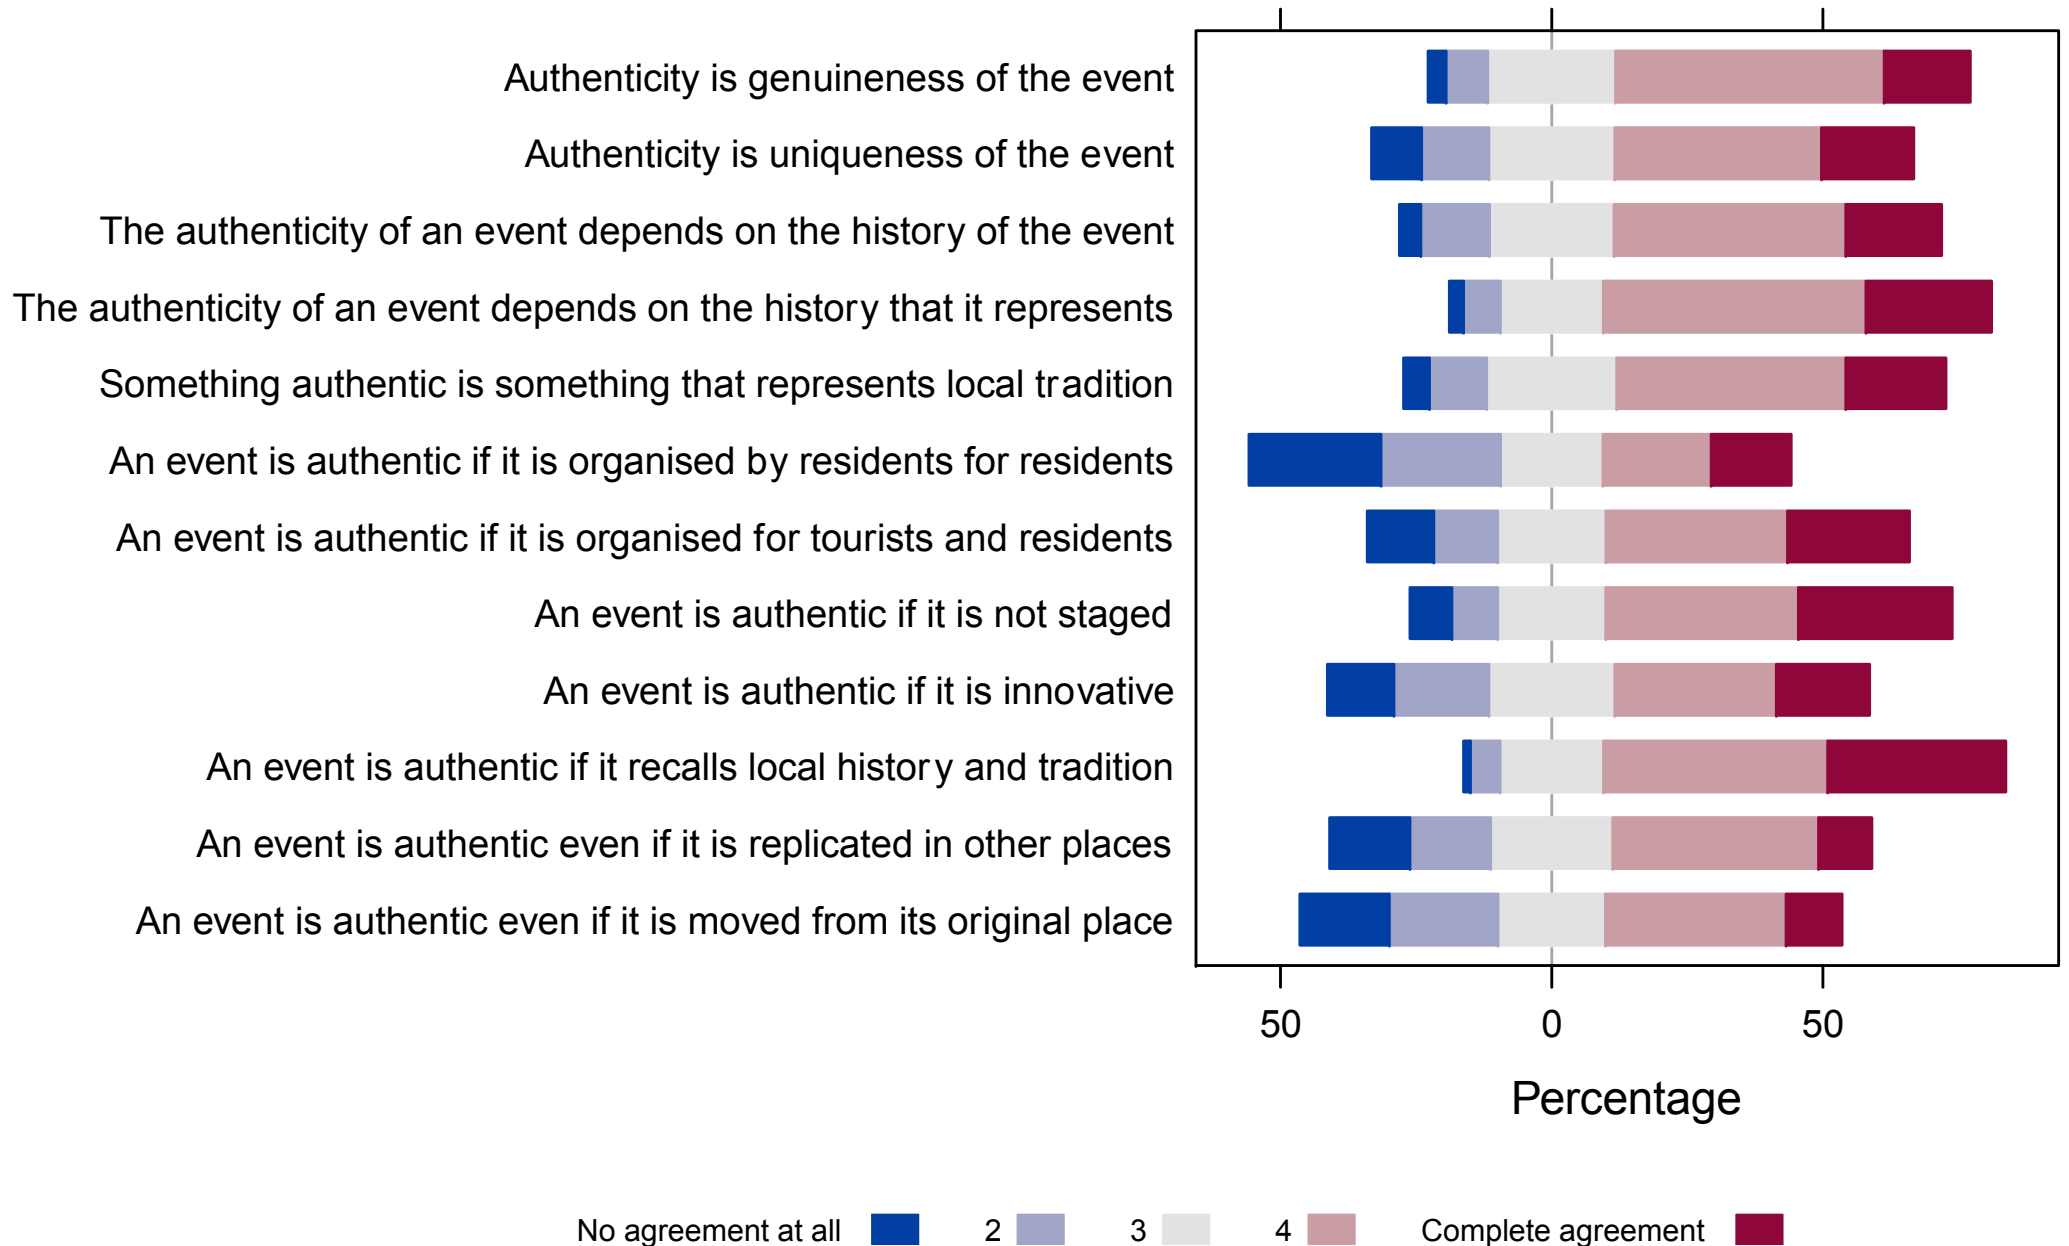 Authenticity is genuineness of the event
Authenticity is uniqueness of the event
The authenticity of an event depends on the history of the event
The authenticity of an event depends on the history that it represents
Something authentic is something that represents local tradition
An event is authentic if it is organised by residents for residents
An event is authentic if it is organised for tourists and residents
An event is authentic if it is not staged
An event is authentic if it is innovative
An event is authentic if it recalls local history and tradition
An event is authentic even if it is replicated in other places
An event is authentic even if it is moved from its original place
50 0 50
Percentage
No agreement at all 2 3 4 Complete agreement